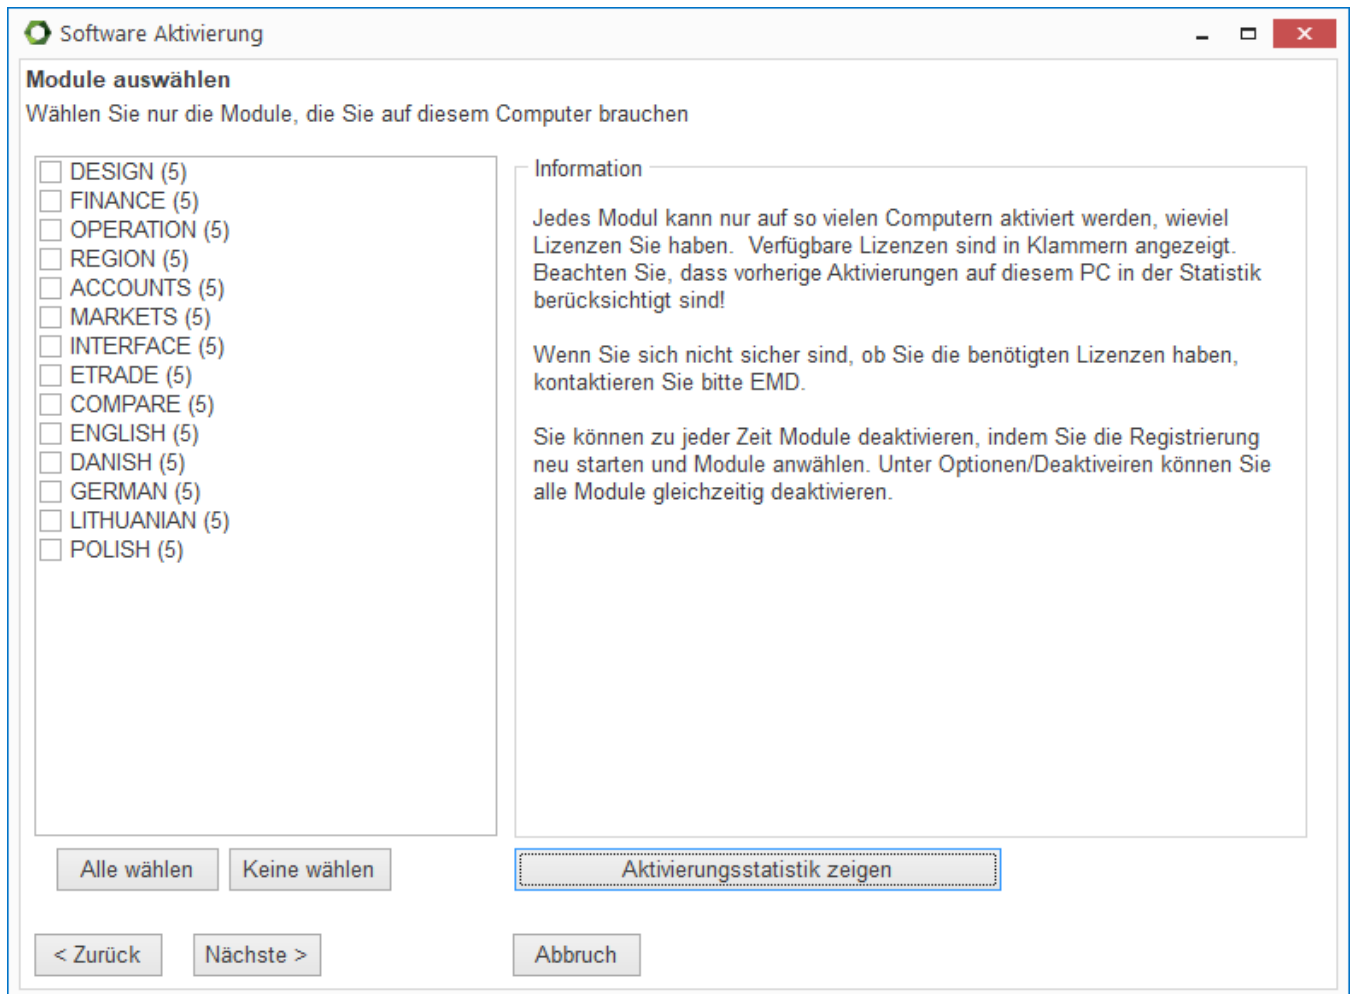 Software Aktivierung
Module auswählen
Wählen Sie nur die Module, die Sie auf diesem Computer brauchen
DESIGN (5)
FINANCE (5)
OPERATION (5)
REGION (5)
ACCOUNTS (5)
MARKETS (5)
INTERFACE (5)
ETRADE (5)
COMPARE (5)
ENGLISH (5)
DANISH (5)
GERMAN (5)
LITHUANIAN (5)
POLISH (5)
Information
Jedes Modul kann nur auf so vielen Computern aktiviert werden, wieviel
Lizenzen Sie haben.  Verfügbare Lizenzen sind in Klammern angezeigt.
Beachten Sie, dass vorherige Aktivierungen auf diesem PC in der Statistik
berücksichtigt sind!
Wenn Sie sich nicht sicher sind, ob Sie die benötigten Lizenzen haben,
kontaktieren Sie bitte EMD.
Sie können zu jeder Zeit Module deaktivieren, indem Sie die Registrierung
neu starten und Module anwählen. Unter Optionen/Deaktiveiren können Sie
alle Module gleichzeitig deaktivieren.
Alle wählen
Keine wählen
Aktivierungsstatistik zeigen
< Zurück
Nächste >
Abbruch